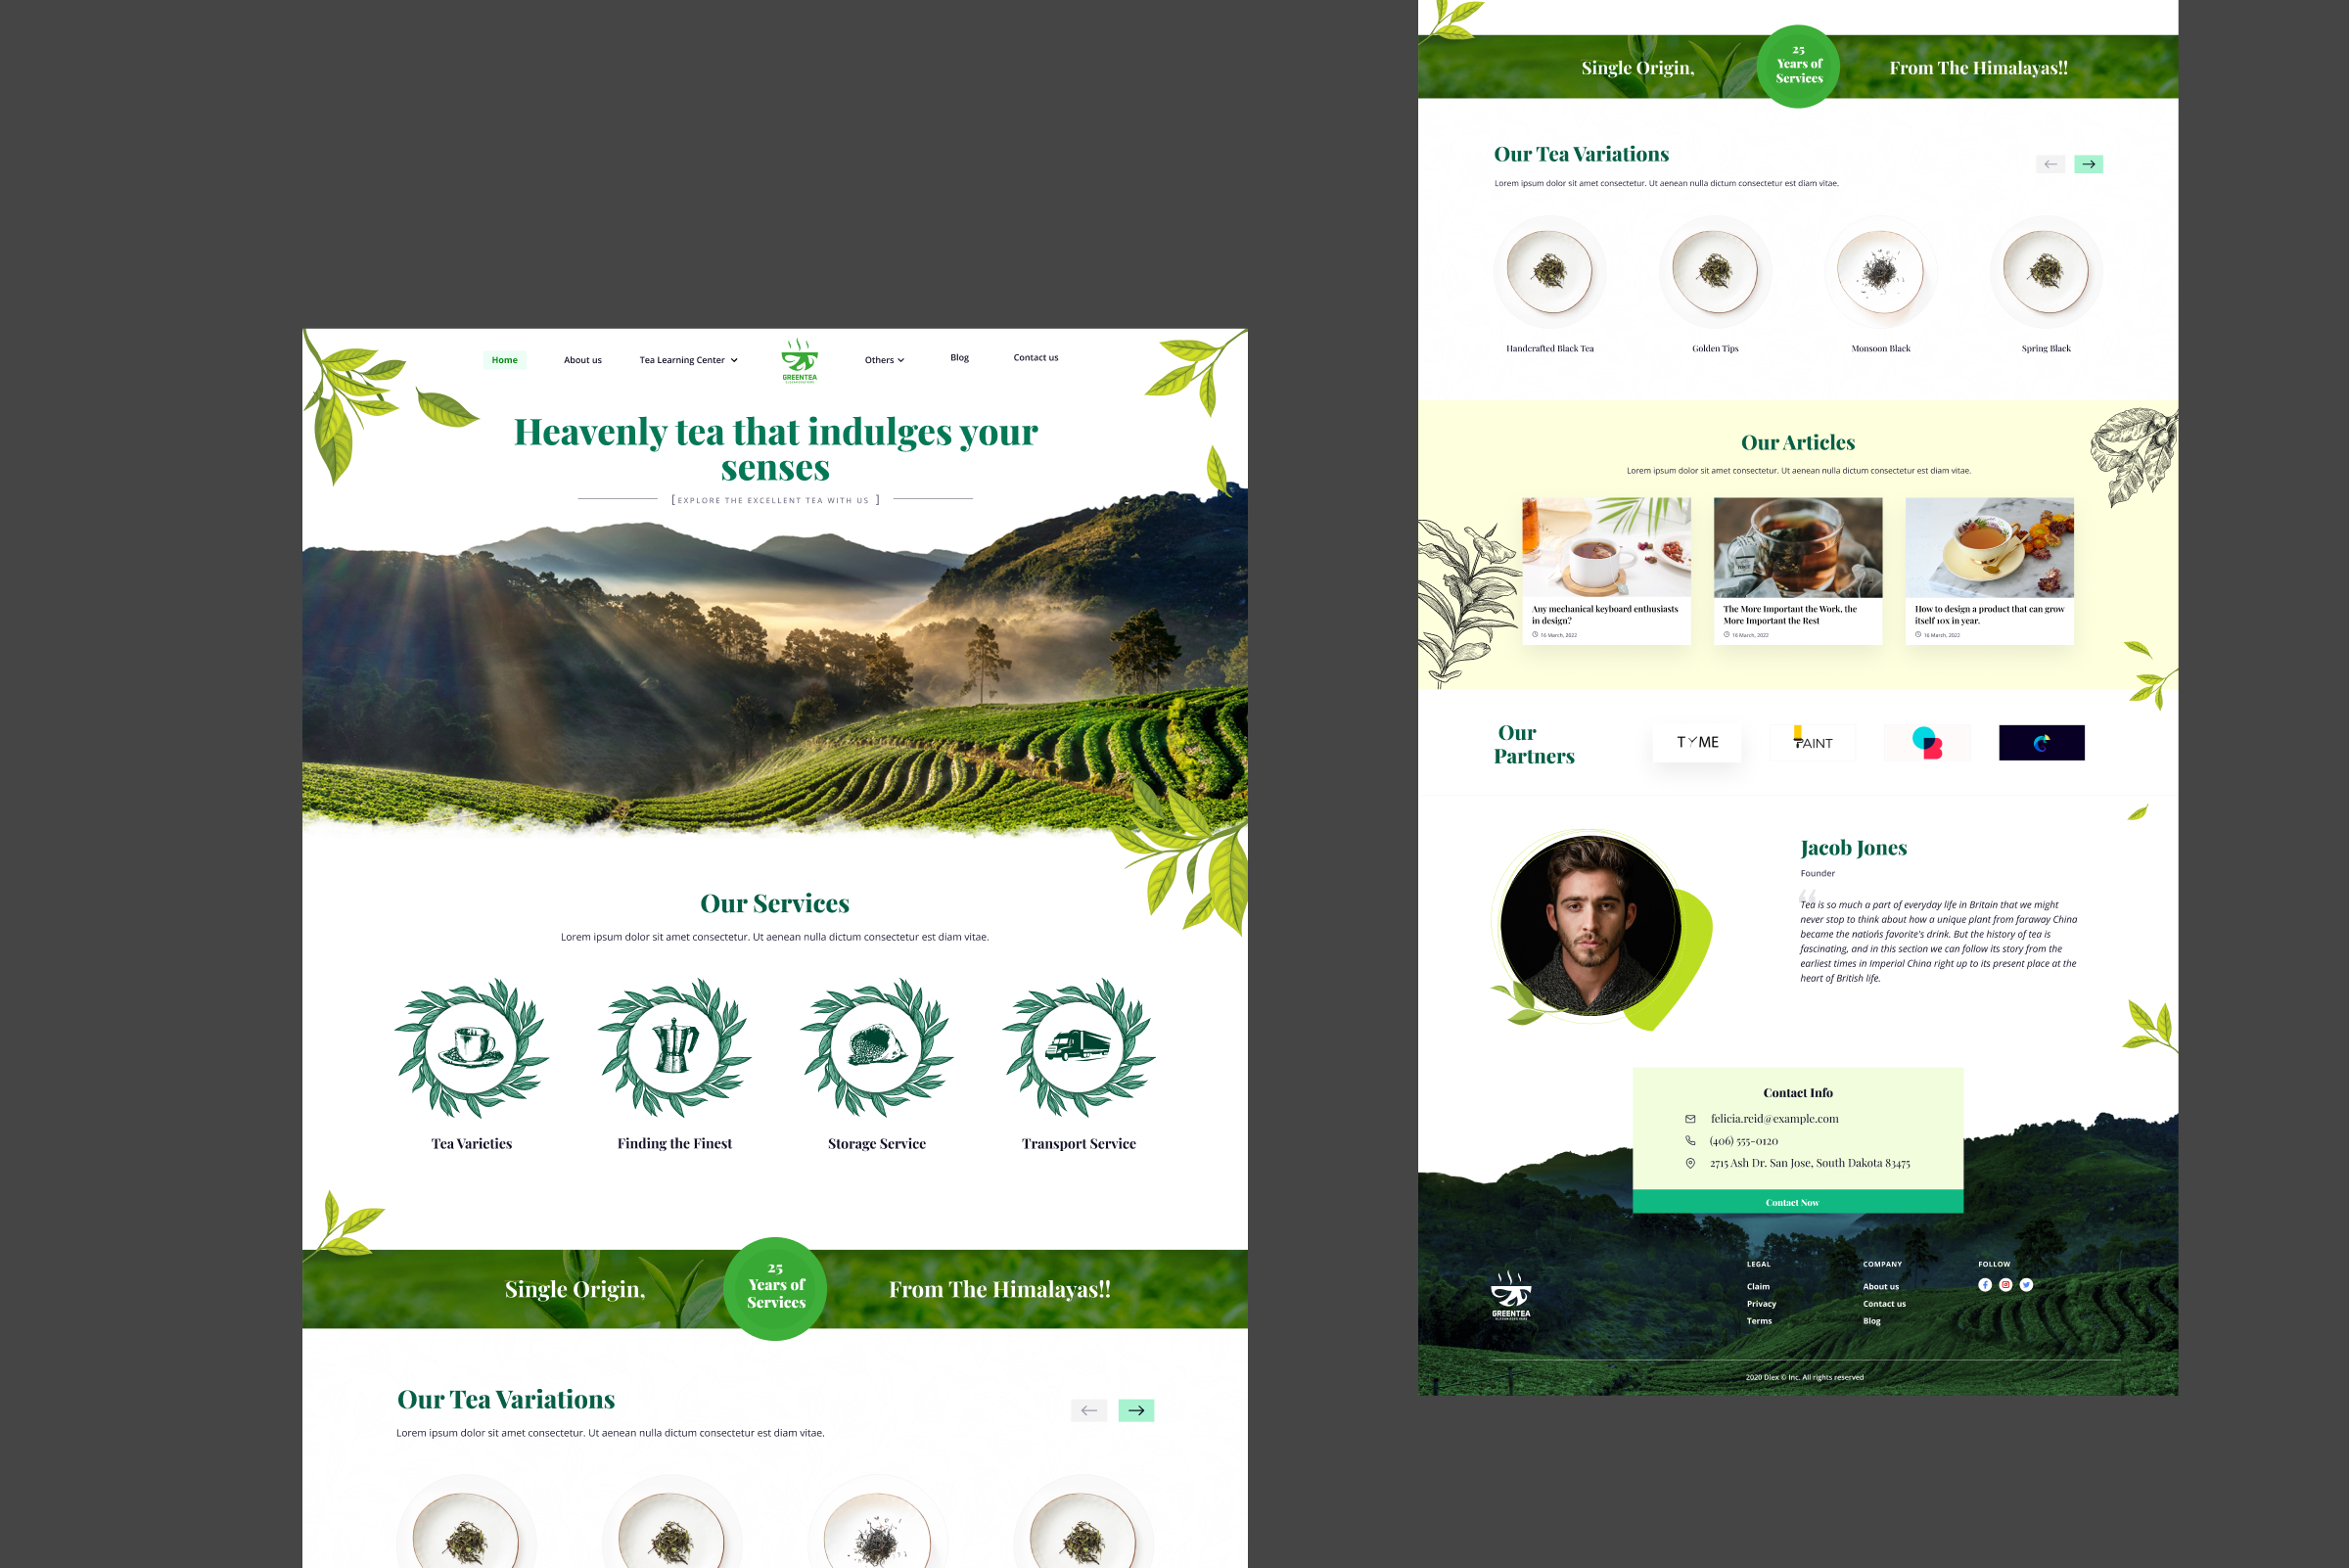 Home
About us
Tea Learning Center
GREENTEA
Others
Blog
Contact us
Heavenly tea that indulges your
senses
[ EXPLORE THE EXCELLENT TEA WITH US ]
Our Services
Lorem ipsum dolor sit amet consectetur. Ut aenean nulla dictum consectetur est diam vitae.
Tea Varieties
Finding the Finest
Storage Service
Transport Service
Single Origin,
25
Years of
Services
From The Himalayas!!
Our Tea Variations
Lorem ipsum dolor sit amet consectetur. Ut aenean nulla dictum consectetur est diam vitae.
Single Origin,
25
Years of
Services
From The Himalayas!!
Our Tea Variations
Lorem ipsum dolor sit amet consectetur. Ut aenean nulla dictum consectetur est diam vitae.
Handcrafted Black Tea
Golden Tips
Monsoon Black
Spring Black
Our Articles
Lorem ipsum dolor sit amet consectetur. Ut aenean nulla dictum consectetur est diam vitae.
Any mechanical keyboard enthusiasts
in design?
16 March, 2022
The More Important the Work, the
More Important the Rest
16 March, 2022
How to design a product that can grow
itself 10x in year.
16 March, 2022
Our
Partners
TYME
PAINT
Jacob Jones
Founder
“
Tea is so much a part of everyday life in Britain that we might
never stop to think about how a unique plant from faraway China
became the nation's favorite's drink. But the history of tea is
fascinating, and in this section we can follow its story from the
earliest times in Imperial China right up to its present place at the
heart of British life.
Contact Info
felicia.reid@example.com
(406) 555-0120
2715 Ash Dr. San Jose, South Dakota 83475
Contact Now
GREENTEA
LEGAL
Claim
Privacy
Terms
COMPANY
About us
Contact us
Blog
FOLLOW
2020 Diex © Inc. All rights reserved